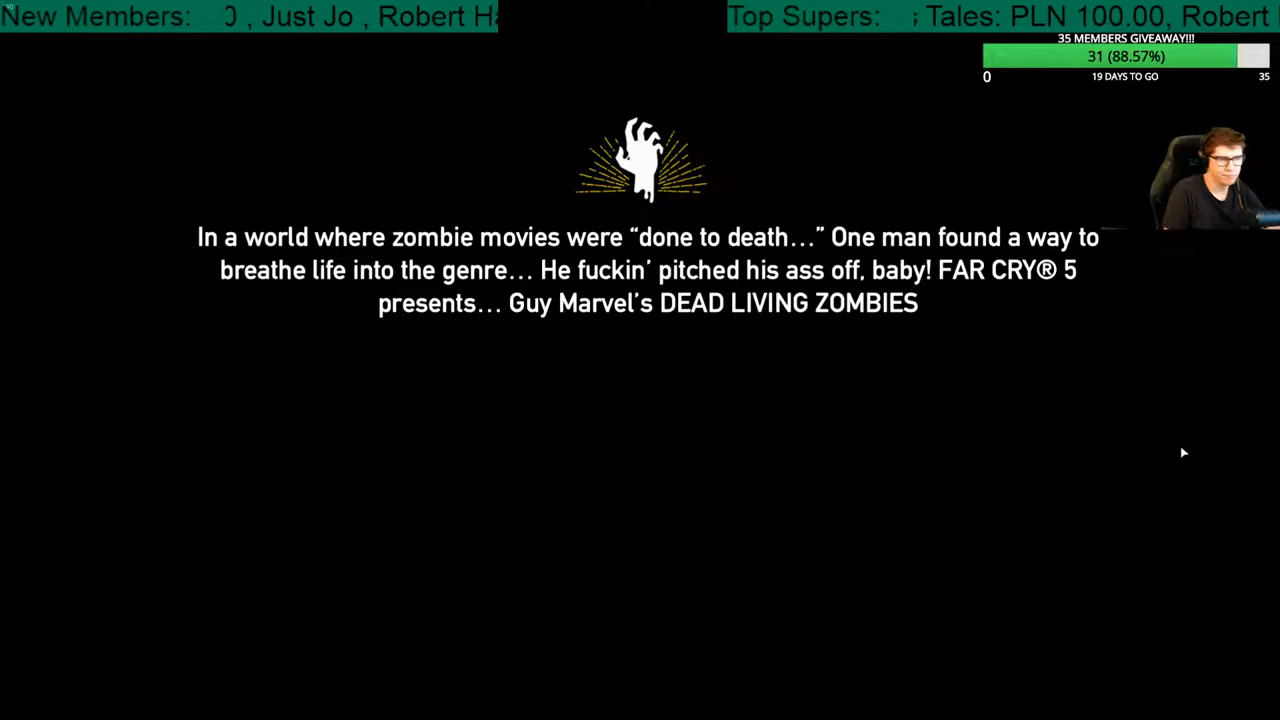 New Members: 0 , Just Jo , Robert Ha
Top Supers: s Tales: PLN 100.00, Robert
35 MEMBERS GIVEAWAY!!!
31 (88.57%)
0 19 DAYS TO GO 35
In a world where zombie movies were “done to death…” One man found a way to
breathe life into the genre… He fuckin’ pitched his ass off, baby! FAR CRY® 5
presents… Guy Marvel’s DEAD LIVING ZOMBIES